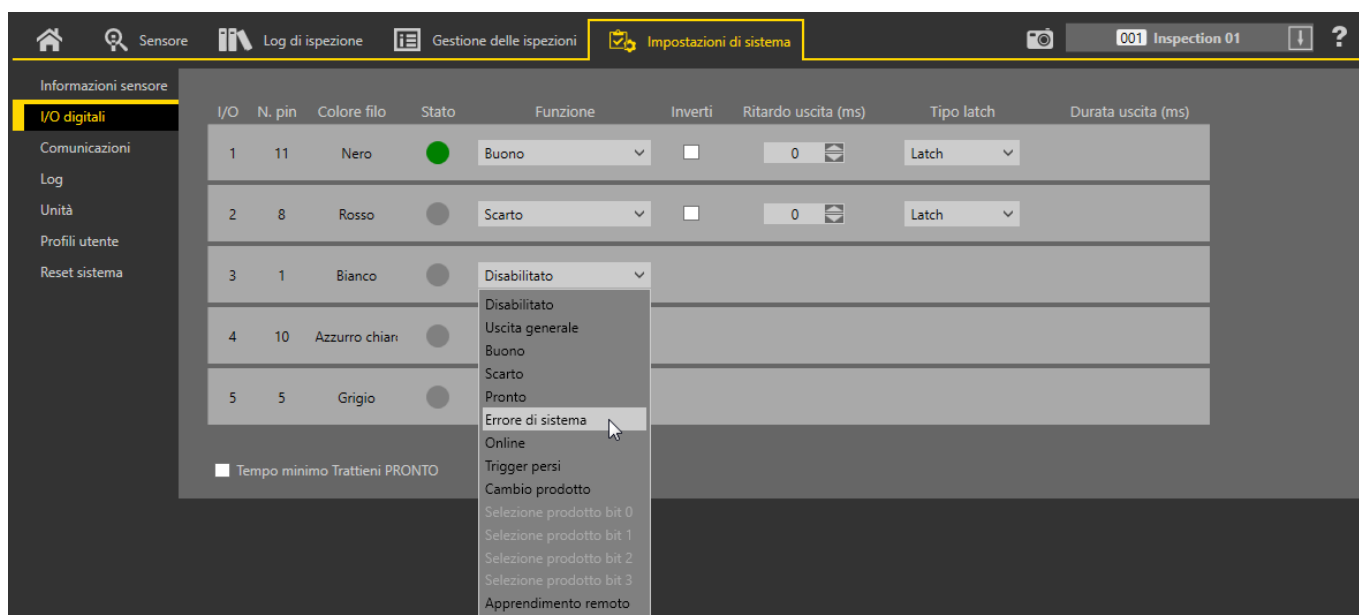 Sensore Log di ispezione Gestione delle ispezioni Impostazioni di sistema 001 Inspection 01 ?
Informazioni sensore
I/O digitali
Comunicazioni
Log
Unità
Profili utente
Reset sistema
I/O N. pin Colore filo Stato Funzione Inverti Ritardo uscita (ms) Tipo latch Durata uscita (ms)
1 11 Nero Buono 0 Latch
2 8 Rosso Scarto 0 Latch
3 1 Bianco Disabilitato
4 10 Azzurro chiar
5 5 Grigio
Disabilitato
Uscita generale
Buono
Scarto
Pronto
Errore di sistema
Online
Trigger persi
Cambio prodotto
Selezione prodotto bit 0
Selezione prodotto bit 1
Selezione prodotto bit 2
Selezione prodotto bit 3
Apprendimento remoto
Tempo minimo Trattieni PRONTO